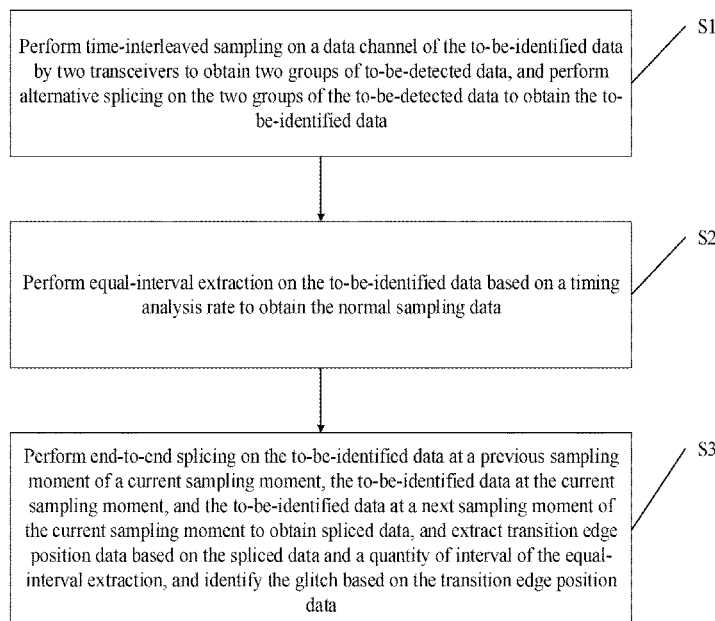 S1
Perform time-interleaved sampling on a data channel of the to-be-identified data
by two transceivers to obtain two groups of to-be-detected data, and perform
alternative splicing on the two groups of the to-be-detected data to obtain the to-
be-identified data
S2
Perform equal-interval extraction on the to-be-identified data based on a timing
analysis rate to obtain the normal sampling data
S3
Perform end-to-end splicing on the to-be-identified data at a previous sampling
moment of a current sampling moment, the to-be-identified data at the current
sampling moment, and the to-be-identified data at a next sampling moment of
the current sampling moment to obtain spliced data, and extract transition edge
position data based on the spliced data and a quantity of interval of the equal-
interval extraction, and identify the glitch based on the transition edge position
data